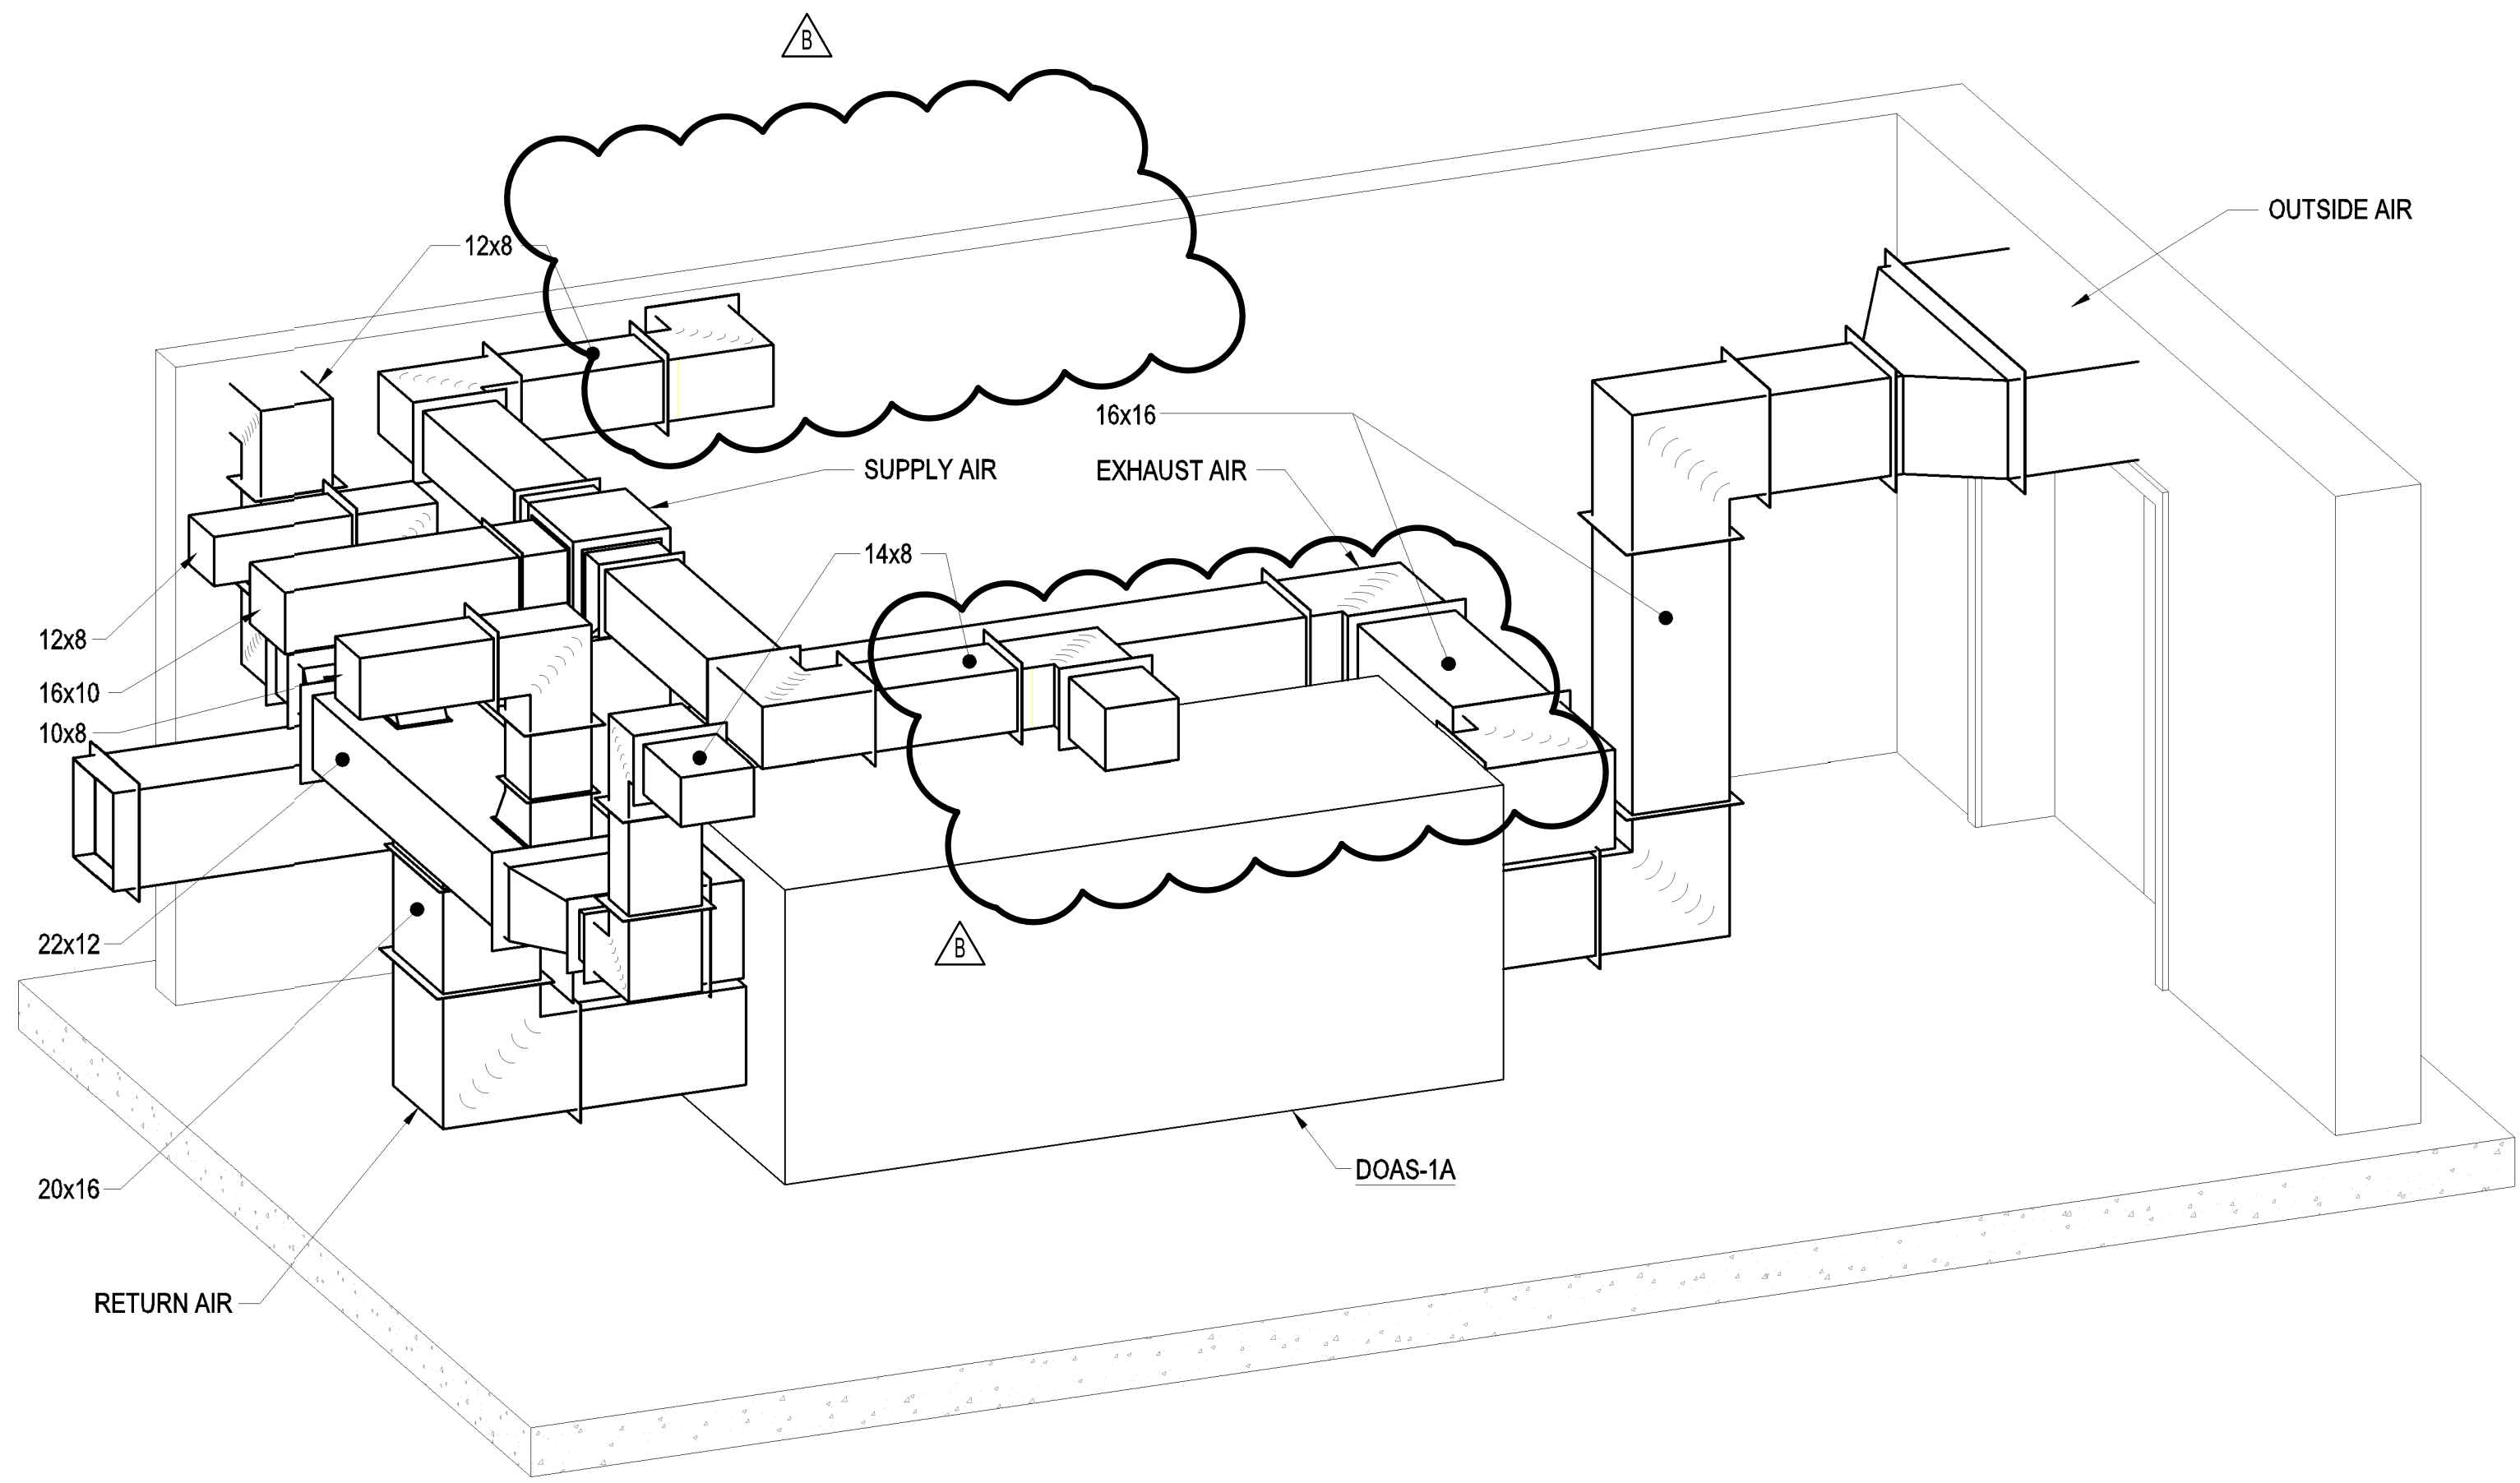 B
OUTSIDE AIR
12x8
16x16
SUPPLY AIR
EXHAUST AIR
14x8
12x8
16x10
10x8
22x12
B
DOAS-1A
20x16
RETURN AIR